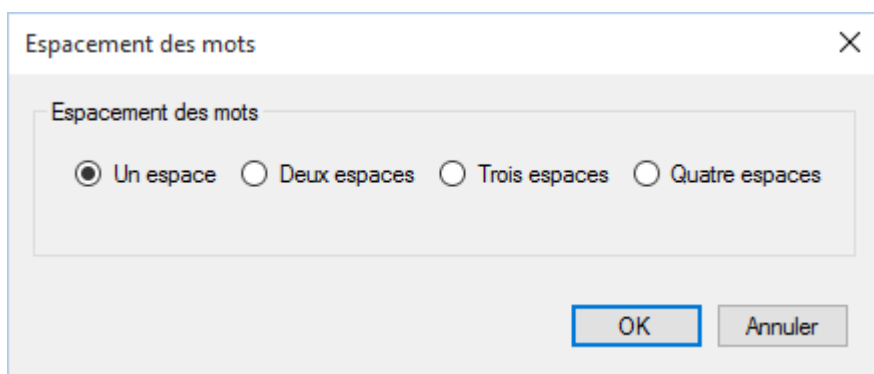 Espacement des mots
Espacement des mots
Un espace Deux espaces Trois espaces Quatre espaces
OK Annuler